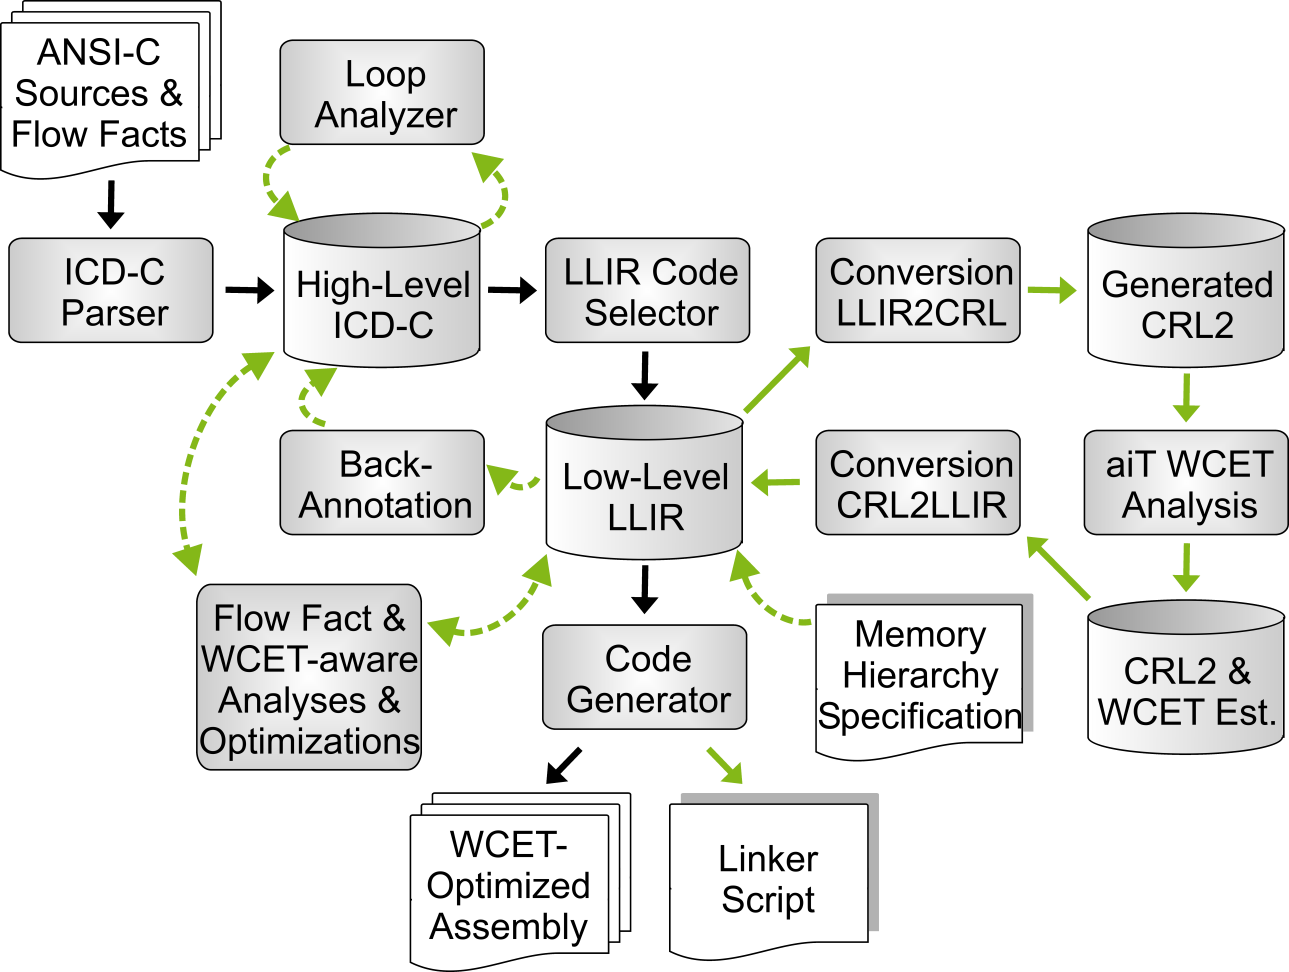 ANSI-C
Sources &
Flow Facts
Loop
Analyzer
ICD-C
Parser
High-Level
ICD-C
LLIR Code
Selector
Conversion
LLIR2CRL
Generated
CRL2
Back-
Annotation
Low-Level
LLIR
Conversion
CRL2LLIR
aiT WCET
Analysis
Flow Fact &
WCET-aware
Analyses &
Optimizations
Code
Generator
Memory
Hierarchy
Specification
CRL2 &
WCET Est.
WCET-
Optimized
Assembly
Linker
Script